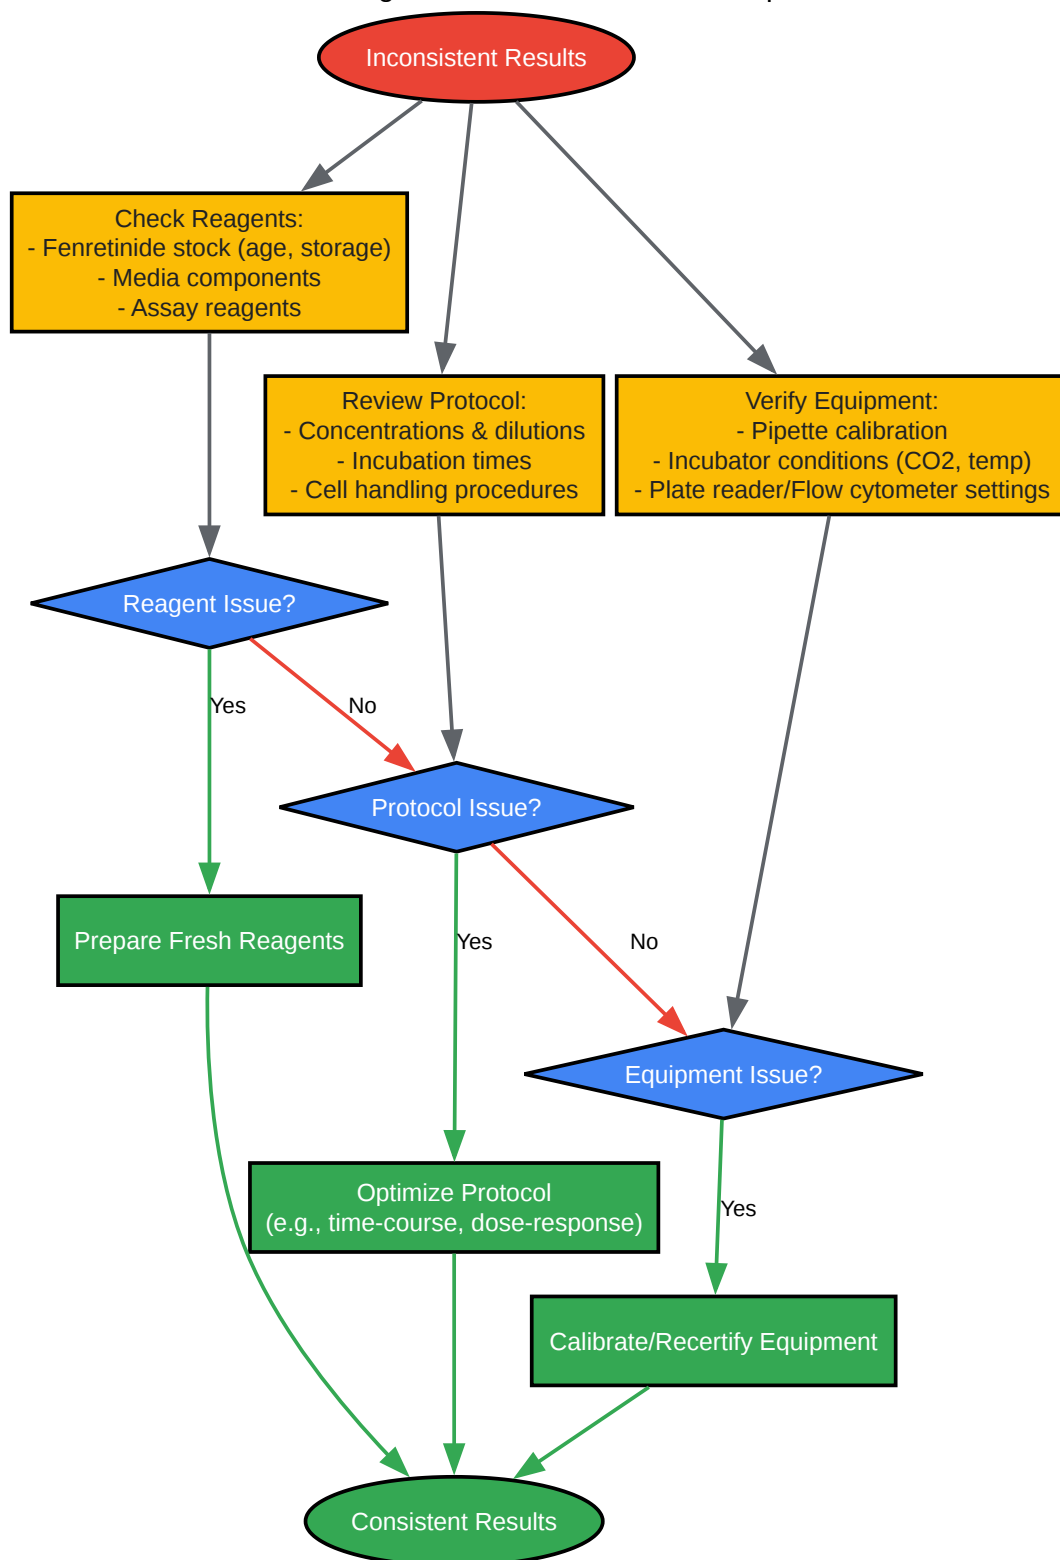 Inconsistent Results
Check Reagents:
- Fenretinide stock (age, storage)
- Media components
- Assay reagents
Review Protocol:
- Concentrations & dilutions
- Incubation times
- Cell handling procedures
Verify Equipment:
- Pipette calibration
- Incubator conditions (CO2, temp)
- Plate reader/Flow cytometer settings
Reagent Issue?
Yes
No
Protocol Issue?
Prepare Fresh Reagents
Yes
No
Equipment Issue?
Optimize Protocol
(e.g., time-course, dose-response)
Yes
Calibrate/Recertify Equipment
Consistent Results